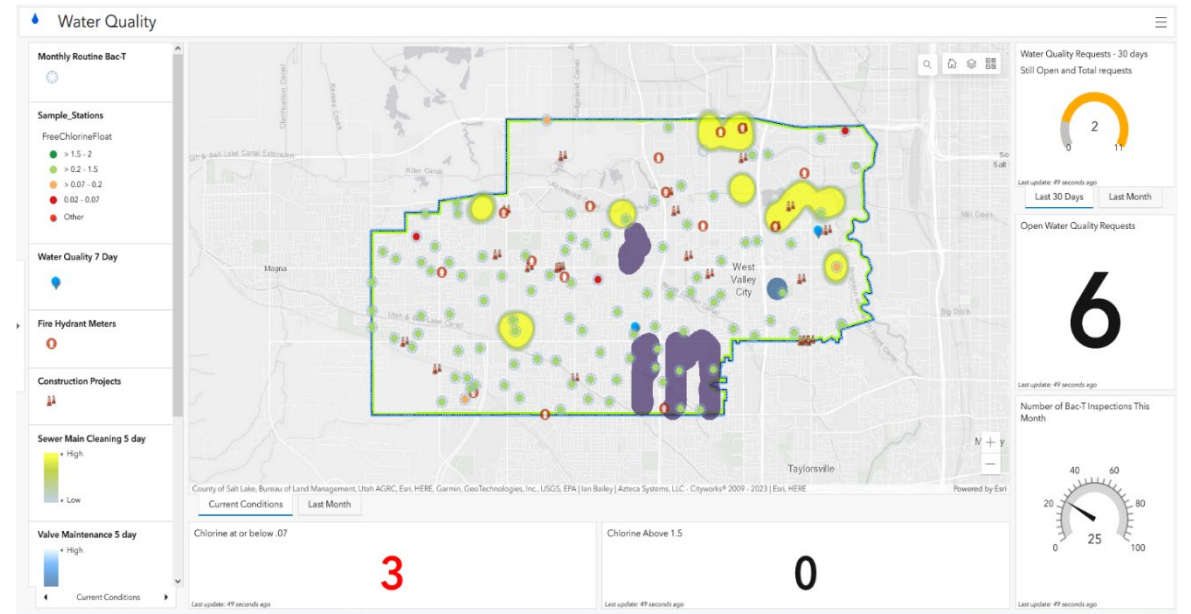 Water Quality
Monthly Routine Bac-T
Sample_Stations
FreeChlorineFloat
> 1.5 - 2
> 0.2 - 1.5
> 0.07 - 0.2
0.02 - 0.07
Other
Water Quality 7 Day
Fire Hydrant Meters
Construction Projects
Sewer Main Cleaning 5 day
High
Low
Valve Maintenance 5 day
High
Current Conditions
Magna
West
Valley
City
Taylorsville
Mill Creek
So
Salt
County of Salt Lake, Bureau of Land Management, Utah AGRC, Esri, HERE, Garmin, GeoTechnologies, Inc., USGS, EPA | Ian Bailey | Azteca Systems, LLC - Cityworks® 2009 - 2023 | Esri, HERE
Powered by Esri
Current Conditions
Last Month
Chlorine at or below .07
3
Last update: 49 seconds ago
Chlorine Above 1.5
0
Last update: 49 seconds ago
Water Quality Requests - 30 days
Still Open and Total requests
2
0
11
Last update: 49 seconds ago
Last 30 Days
Last Month
Open Water Quality Requests
6
Last update: 49 seconds ago
Number of Bac-T Inspections This
Month
40 60
20 80
0 25 100
Last update: 49 seconds ago